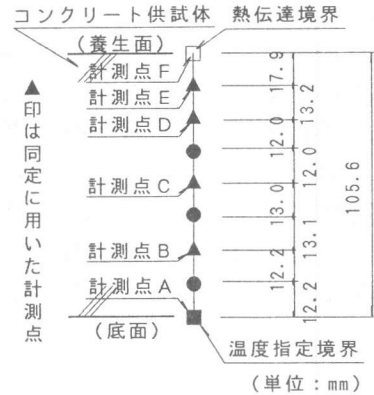 コンクリート供試体
熱伝達境界
(養生面)
計測点F
計測点E
計測点D
計測点C
計測点B
計測点A
(底面)
▲印は同定に用いた計測点
17.9
13.2
12.0
12.0
13.0
13.1
12.2
12.2
105.6
温度指定境界
(単位:mm)